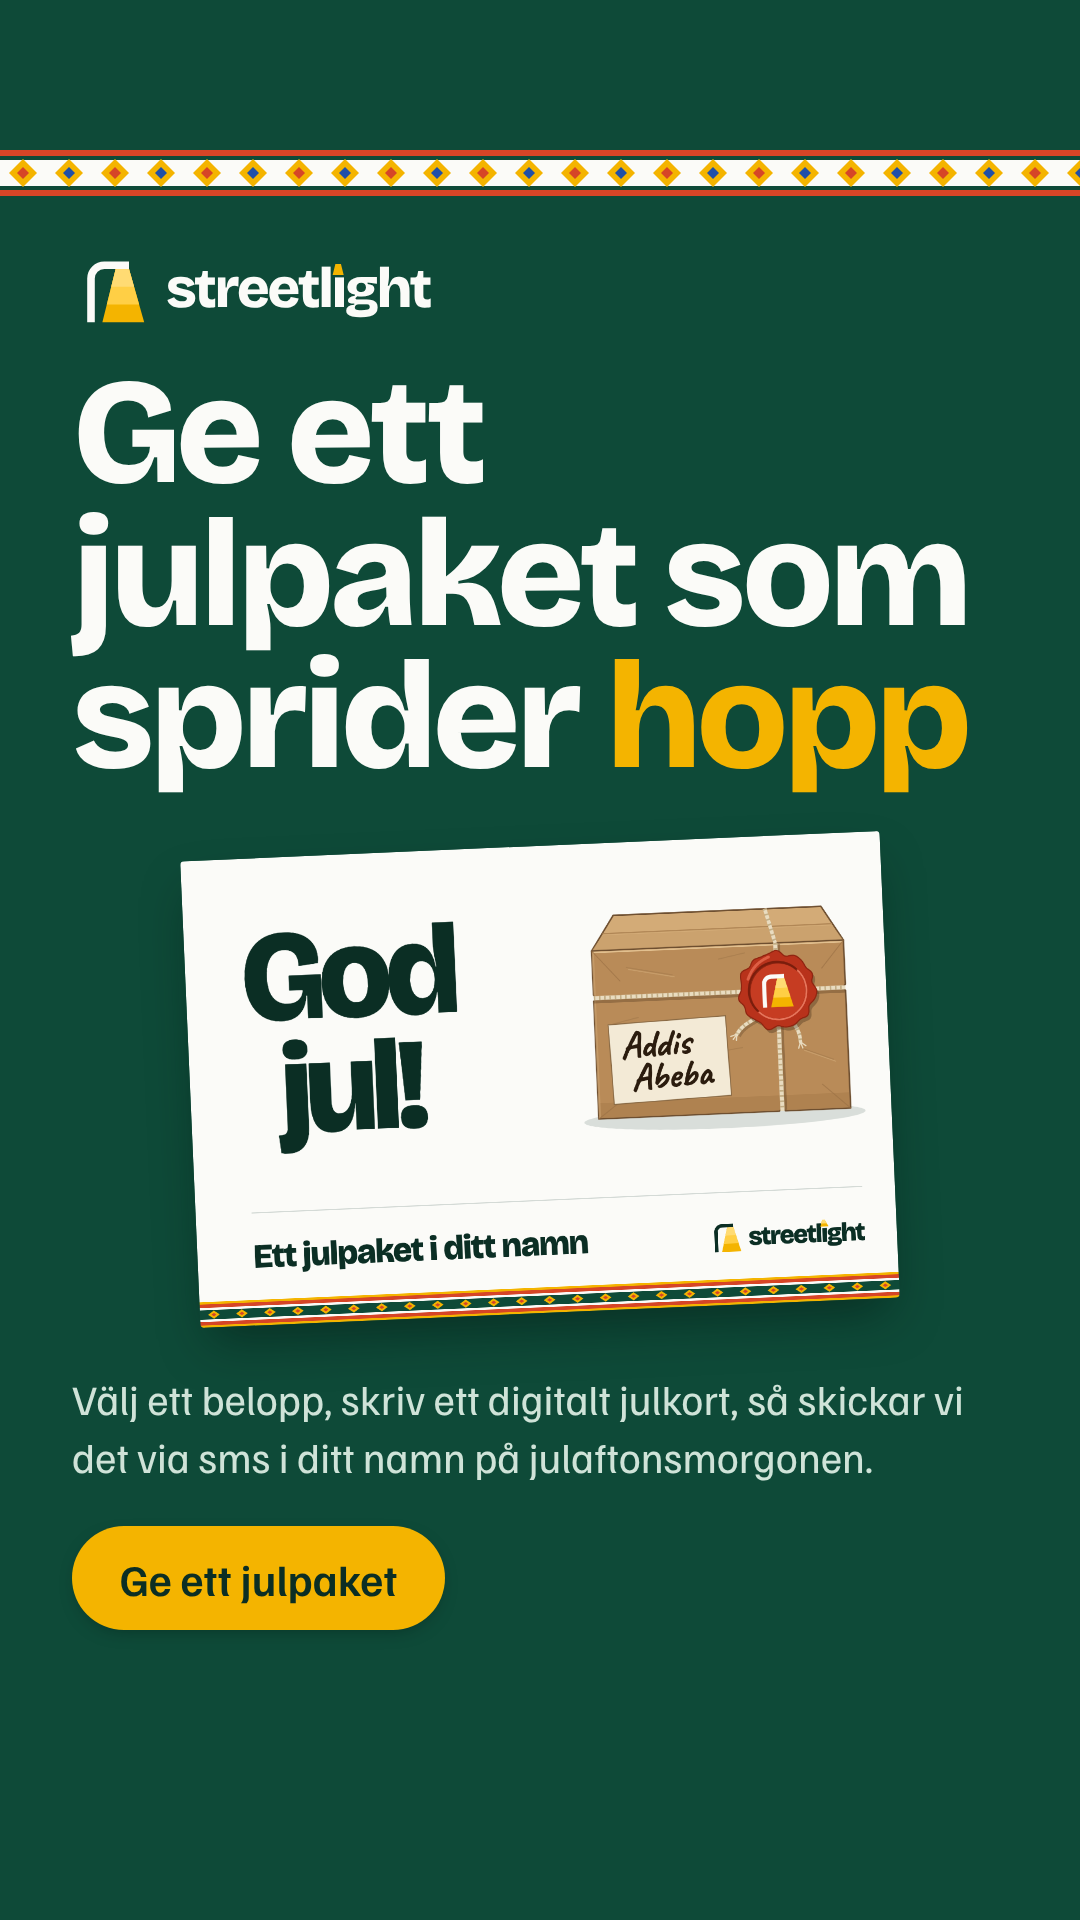 streetlight
Ge ett
julpaket som
sprider hopp
God
jul!
Addis
Abeba
Ett julpaket i ditt namn
streetlight
Välj ett belopp, skriv ett digitalt julkort, så skickar vi
det via sms i ditt namn på julaftonsmorgonen.
Ge ett julpaket